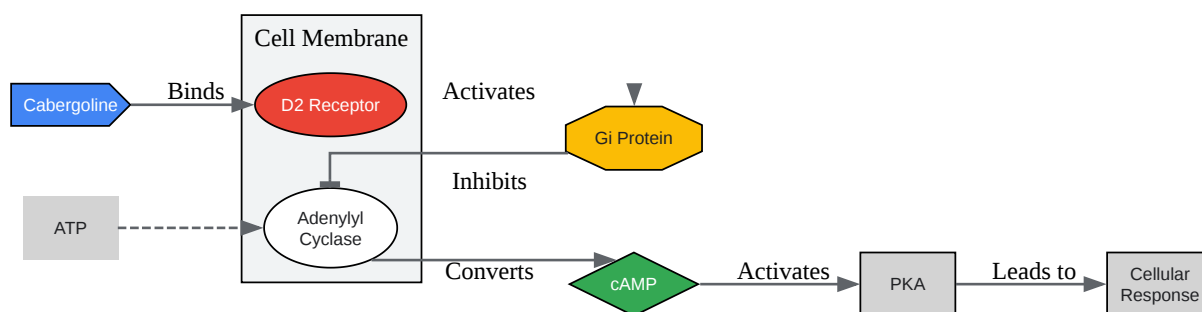 Cell Membrane
Cabergoline
Binds
D2 Receptor
Activates
Gi Protein
Inhibits
ATP
Adenylyl
Cyclase
Converts
cAMP
Activates
PKA
Leads to
Cellular
Response